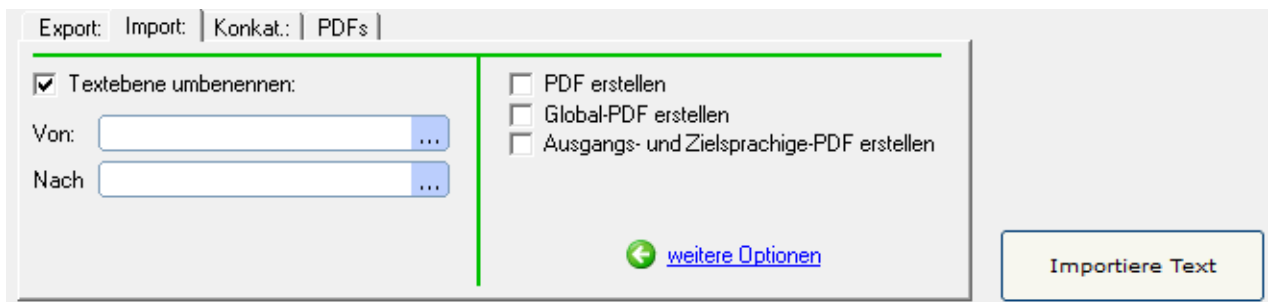 Export: Import: Konkat.: PDFs
Textebene umbenennen:
Von: ...
Nach ...
PDF erstellen
Global-PDF erstellen
Ausgangs- und Zielsprachige-PDF erstellen
weitere Optionen
Importiere Text